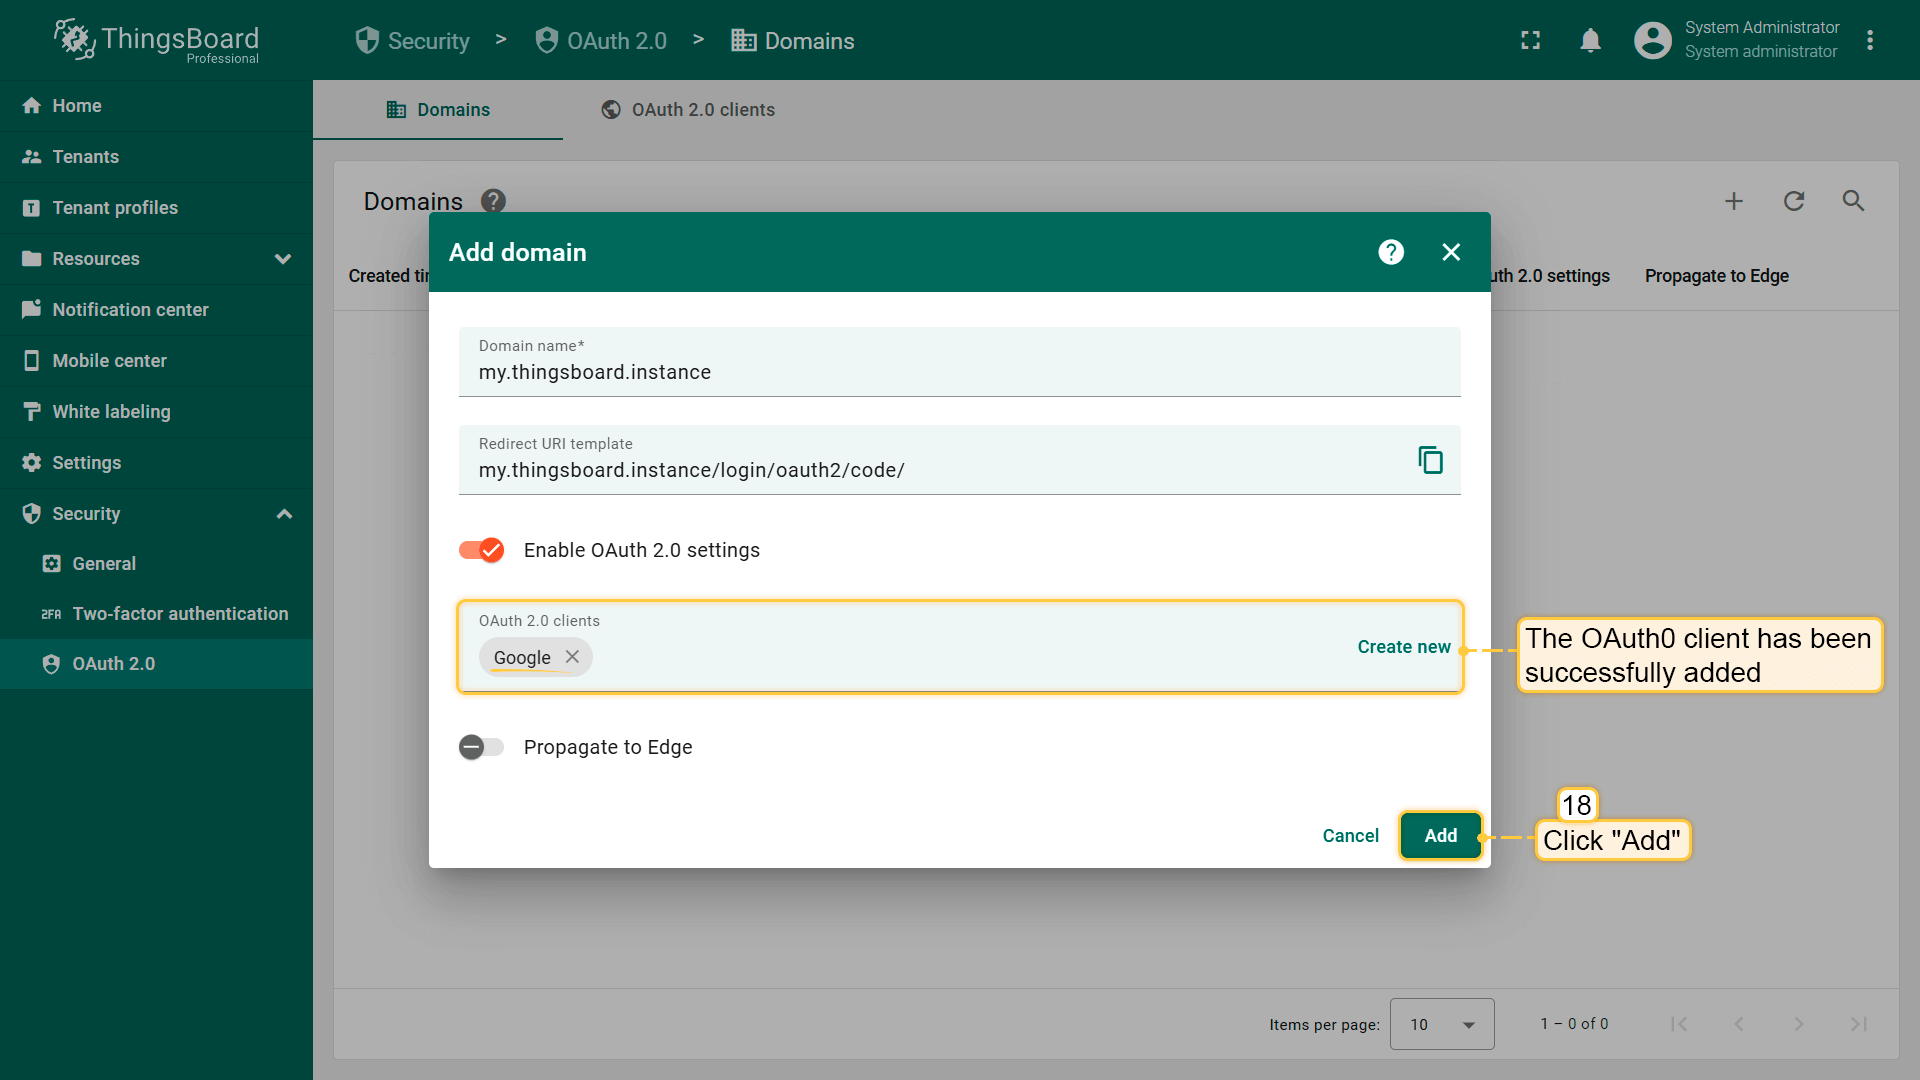 ThingsBoard
Professional
Security > OAuth 2.0 > Domains
System Administrator
System administrator
Home
Tenants
Tenant profiles
Resources
Notification center
Mobile center
White labeling
Settings
Security
General
2FA Two-factor authentication
OAuth 2.0
Domains
OAuth 2.0 clients
Domains ?
Created tir
uth 2.0 settings
Propagate to Edge
Add domain
?
Domain name*
my.thingsboard.instance
Redirect URI template
my.thingsboard.instance/login/oauth2/code/
Enable OAuth 2.0 settings
OAuth 2.0 clients
Google
Create new
The OAuth0 client has been
successfully added
Propagate to Edge
18
Cancel
Add
Click "Add"
Items per page:
10
1 – 0 of 0